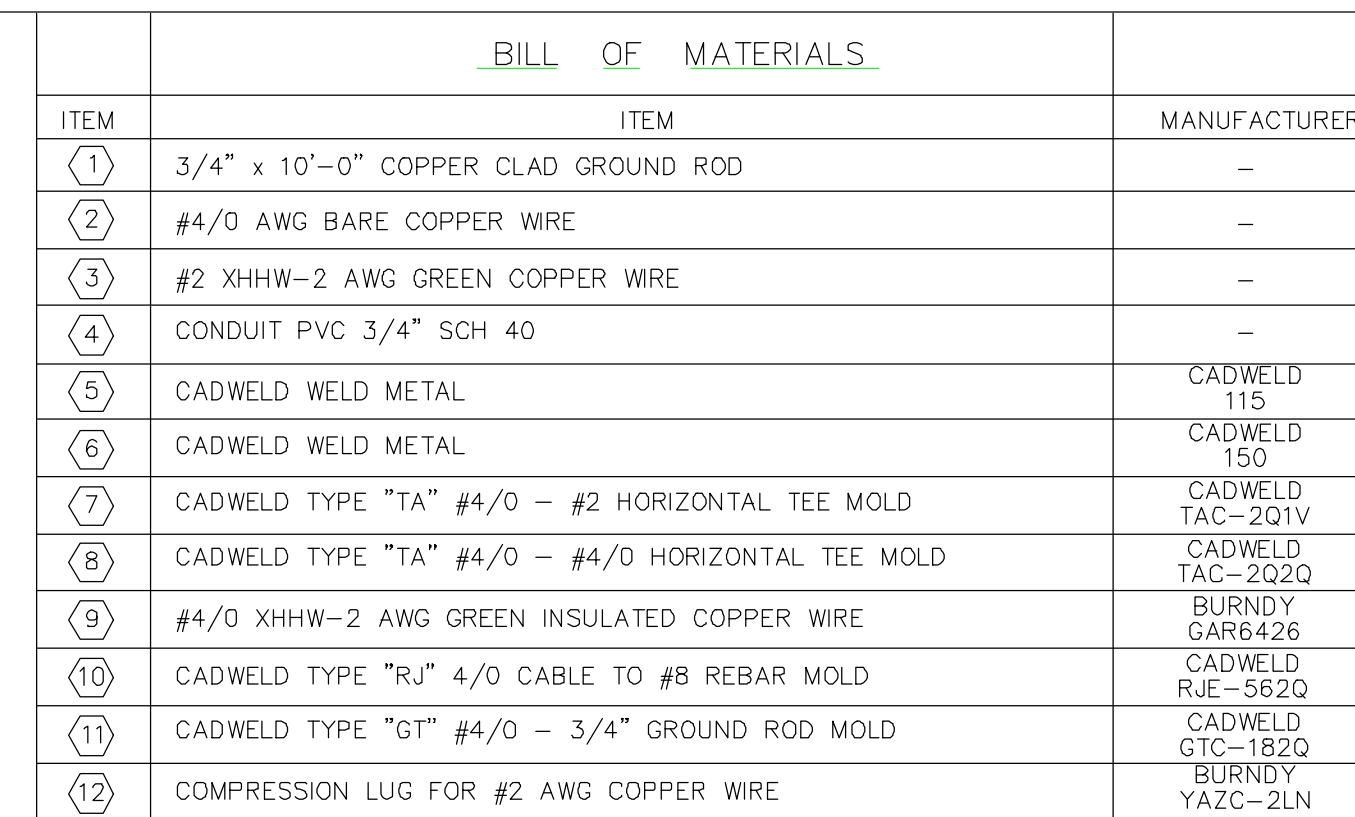 BILL OF MATERIALS
ITEM ITEM MANUFACTURER
1 3/4" x 10'-0" COPPER CLAD GROUND ROD -
2 #4/0 AWG BARE COPPER WIRE -
3 #2 XHHW-2 AWG GREEN COPPER WIRE -
4 CONDUIT PVC 3/4" SCH 40 -
5 CADWELD WELD METAL CADWELD
115
6 CADWELD WELD METAL CADWELD
150
7 CADWELD TYPE "TA" #4/0 - #2 HORIZONTAL TEE MOLD CADWELD
TAC-2Q1V
8 CADWELD TYPE "TA" #4/0 - #4/0 HORIZONTAL TEE MOLD CADWELD
TAC-2Q2Q
9 #4/0 XHHW-2 AWG GREEN INSULATED COPPER WIRE BURNDY
GAR6426
10 CADWELD TYPE "RJ" 4/0 CABLE TO #8 REBAR MOLD CADWELD
RJE-562Q
11 CADWELD TYPE "GT" #4/0 - 3/4" GROUND ROD MOLD CADWELD
GTC-182Q
12 COMPRESSION LUG FOR #2 AWG COPPER WIRE BURNDY
YAZC-2LN